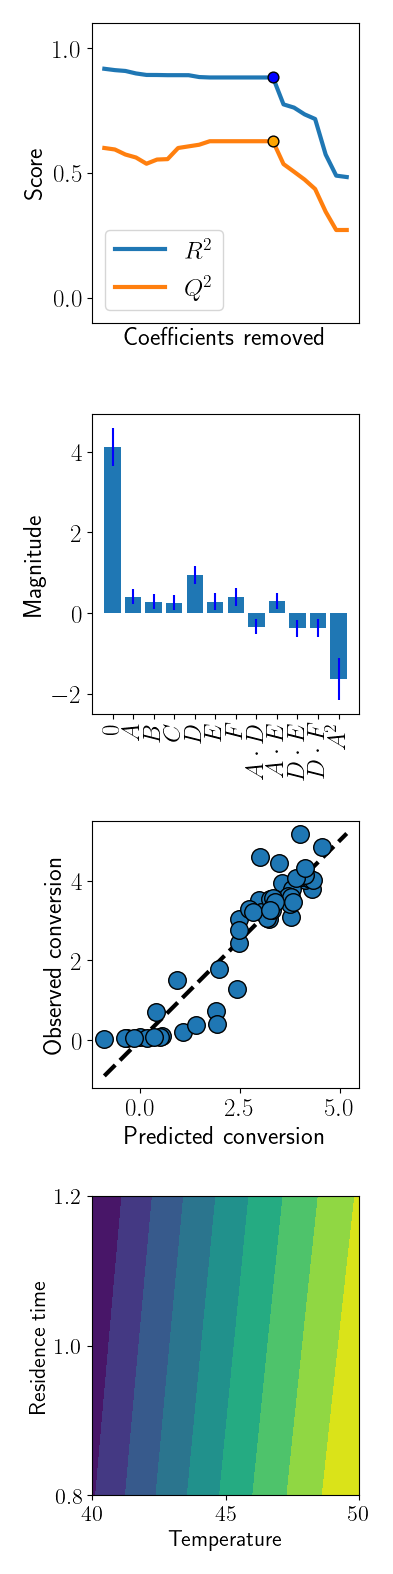 1.0
0.5
0.0
Score
R²
Q²
Coefficients removed
4
2
0
−2
Magnitude
0 A B C D E F A · D A · E D · E D · F A²
4
2
0
Observed conversion
0.0 2.5 5.0
Predicted conversion
1.2
1.0
0.8
Residence time
40 45 50
Temperature